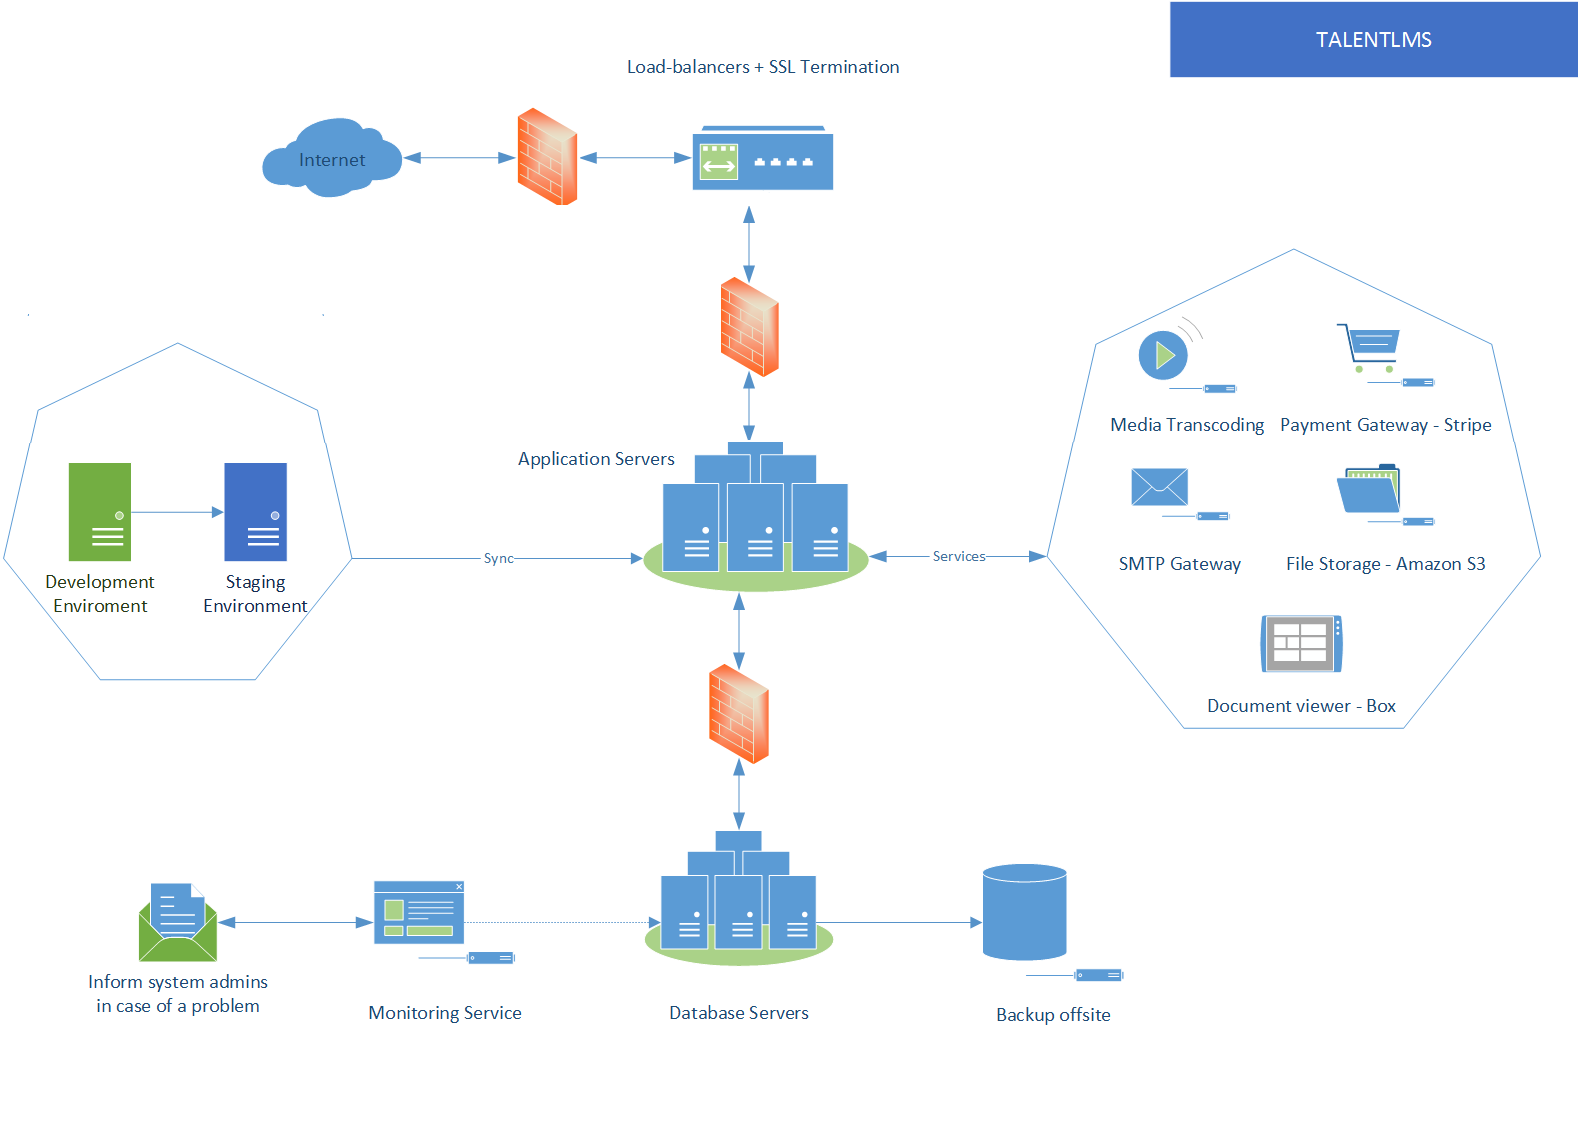 TALENTLMS
Load-balancers + SSL Termination
Internet
Application Servers
Media Transcoding
Payment Gateway - Stripe
Sync
Services
SMTP Gateway
File Storage - Amazon S3
Development
Enviroment
Staging
Environment
Document viewer - Box
Inform system admins
in case of a problem
Monitoring Service
Database Servers
Backup offsite